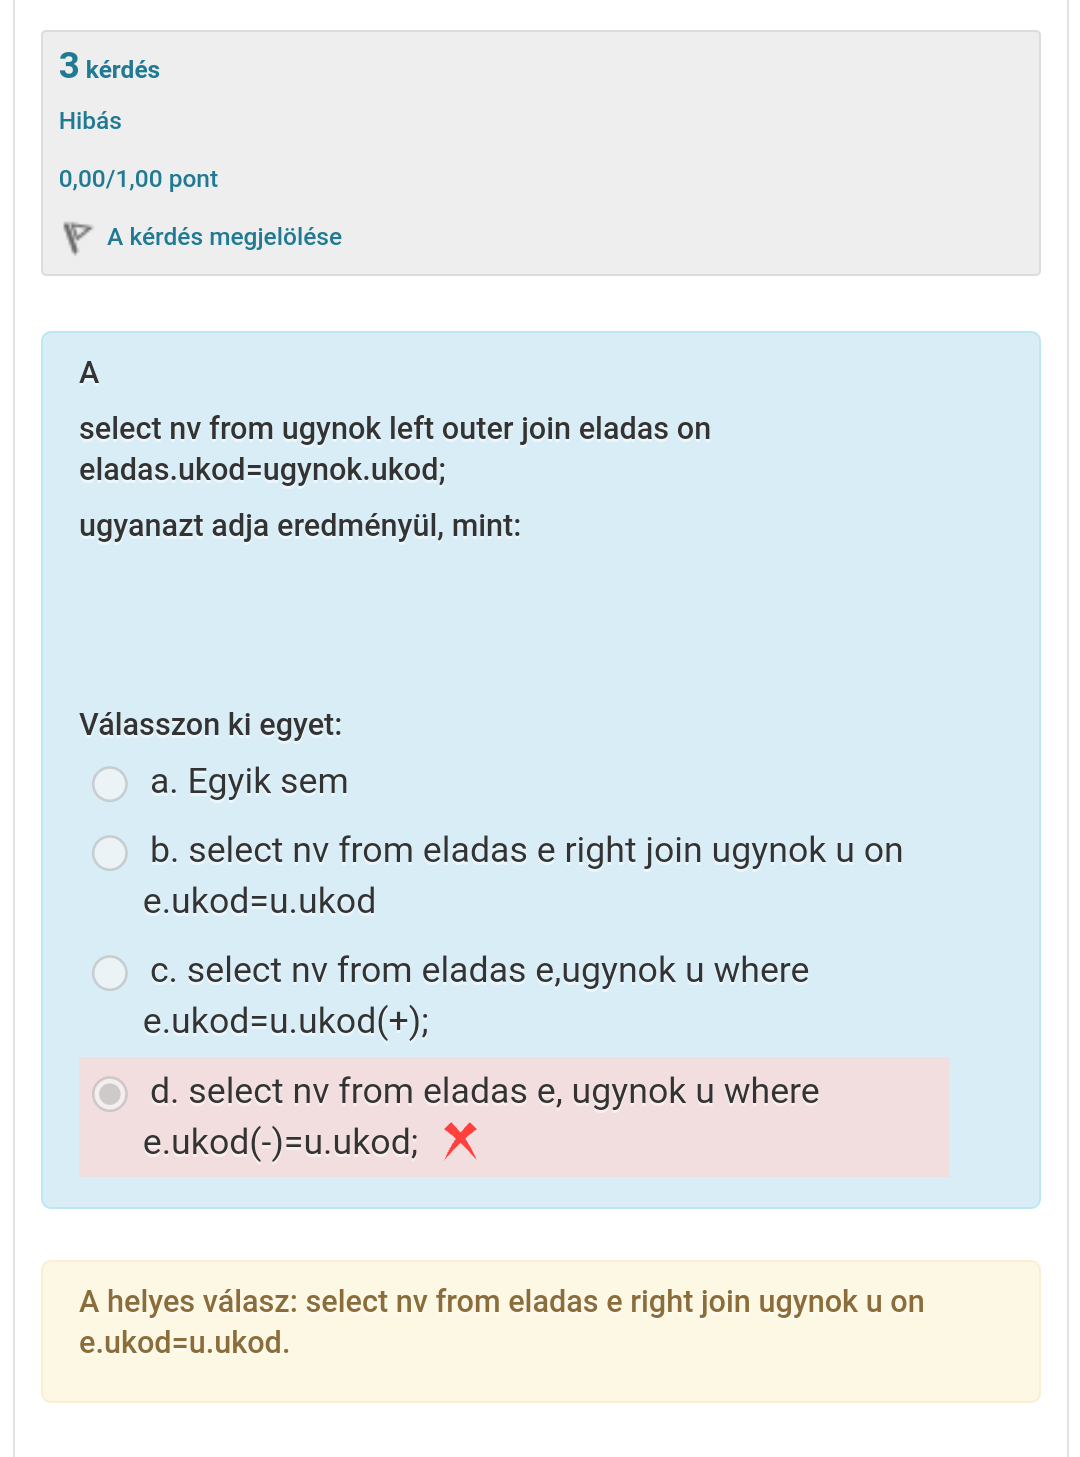 3 kérdés
Hibás
0,00/1,00 pont
A kérdés megjelölése
A
select nv from ugynok left outer join eladas on
eladas.ukod=ugynok.ukod;
ugyanazt adja eredményül, mint:
Válasszon ki egyet:
a. Egyik sem
b. select nv from eladas e right join ugynok u on
e.ukod=u.ukod
c. select nv from eladas e,ugynok u where
e.ukod=u.ukod(+);
d. select nv from eladas e, ugynok u where
e.ukod(-)=u.ukod;
A helyes válasz: select nv from eladas e right join ugynok u on
e.ukod=u.ukod.